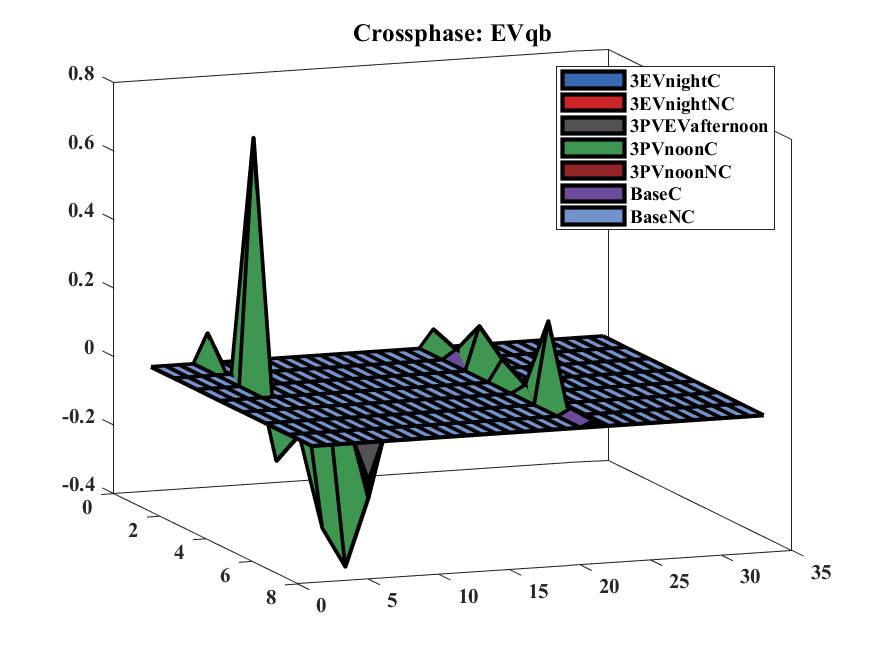 Crossphase: EVqb
3EVnightC
3EVnightNC
3PVEVafternoon
3PVnoonC
3PVnoonNC
BaseC
BaseNC
0.8
0.6
0.4
0.2
0
-0.2
-0.4
0
2
4
6
8
0
5
10
15
20
25
30
35